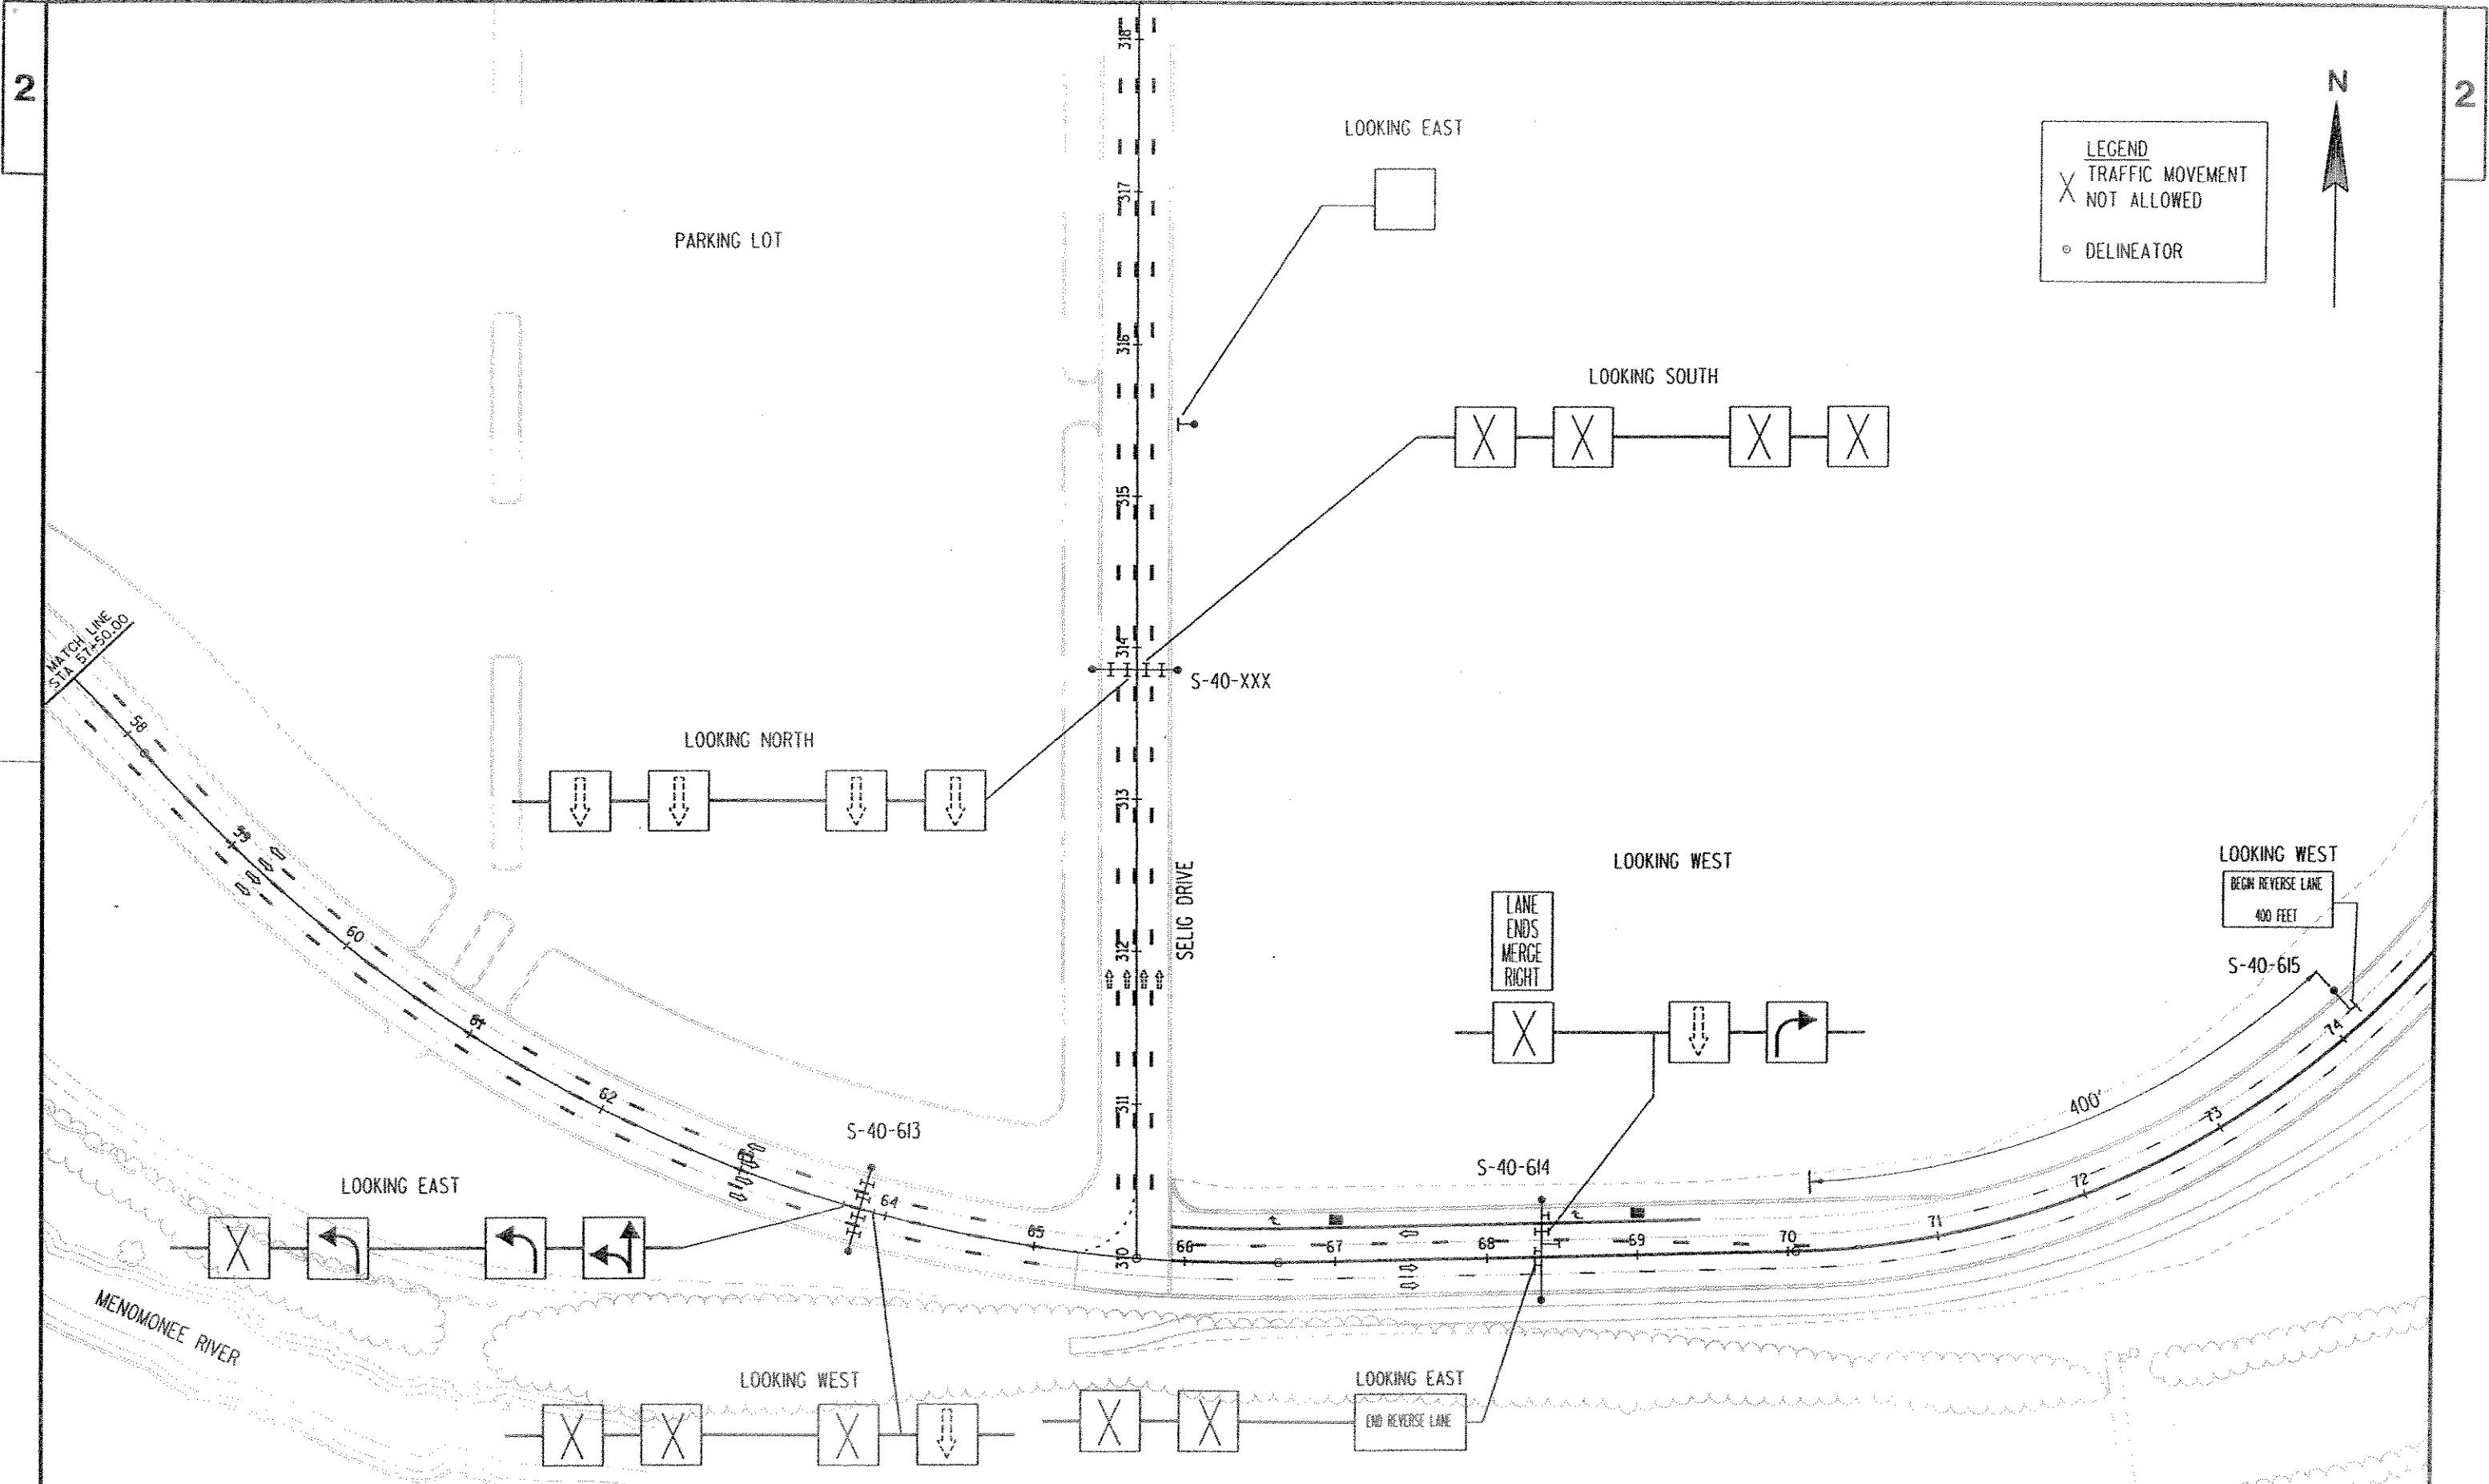 2
2
N
LEGEND
X TRAFFIC MOVEMENT
NOT ALLOWED
DELINEATOR
LOOKING EAST
PARKING LOT
LOOKING SOUTH
X X X X
318
317
316
315
314
313
312
311
310
S-40-XXX
SELIG DRIVE
LOOKING NORTH
MATCH LINE
STA 57+50.00
58
59
60
61
62
64
65
66
67
68
69
70
71
72
73
74
LOOKING WEST
BEGIN REVERSE LANE
400 FEET
S-40-615
400'
LOOKING WEST
LANE
ENDS
MERGE
RIGHT
X
S-40-614
S-40-613
LOOKING EAST
X
MENOMONEE RIVER
LOOKING WEST
X X X
LOOKING EAST
X X END REVERSE LANE